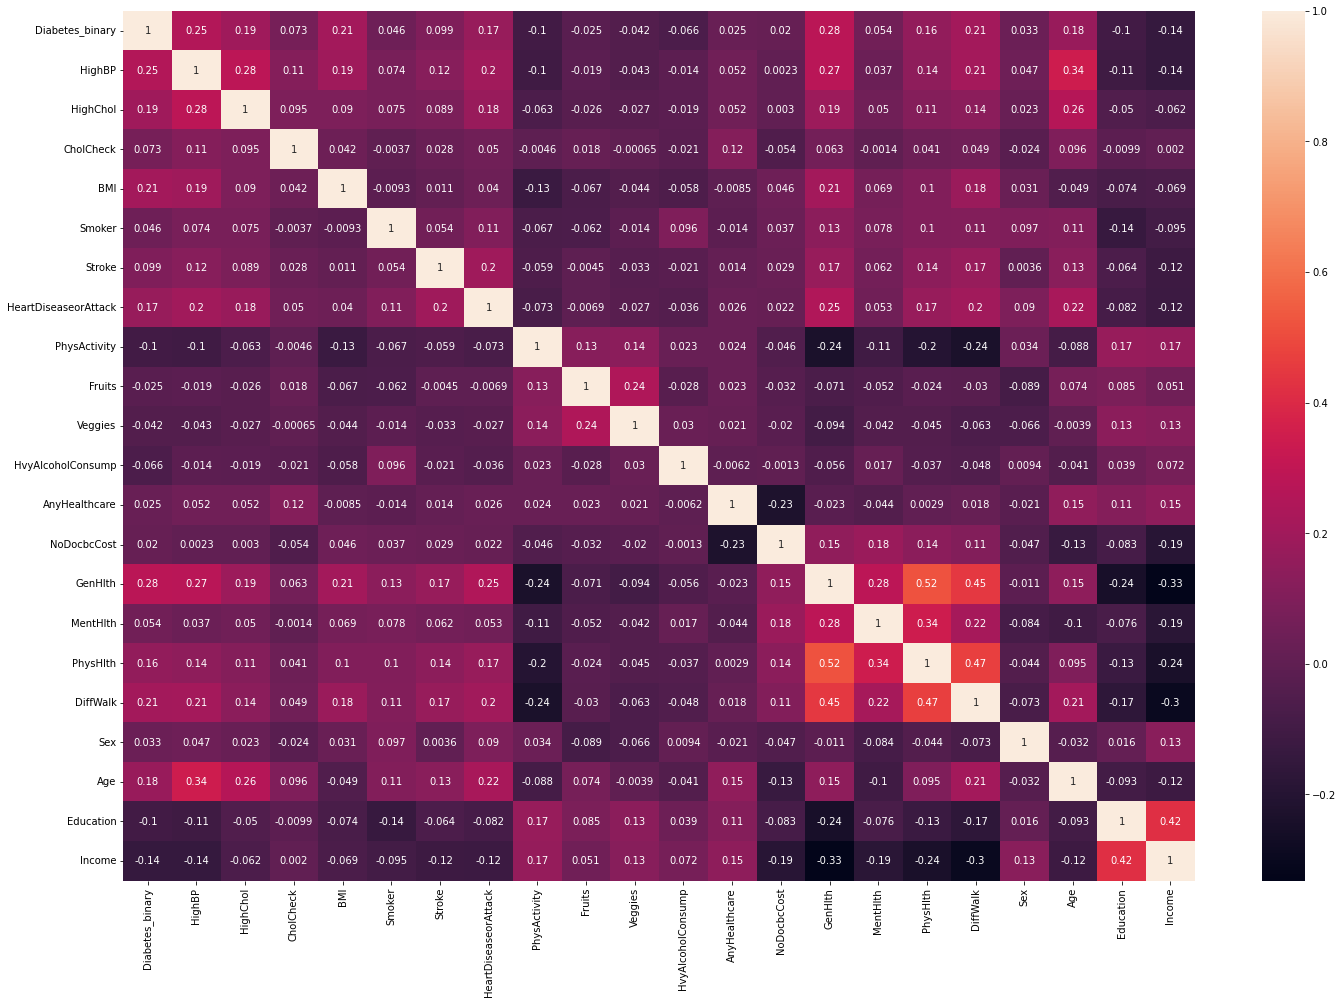 Diabetes_binary 1 0.25 0.19 0.073 0.21 0.046 0.099 0.17 -0.1 -0.025 -0.042 -0.066 0.025 0.02 0.28 0.054 0.16 0.21 0.033 0.18 -0.1 -0.14
HighBP 0.25 1 0.28 0.11 0.19 0.074 0.12 0.2 -0.1 -0.019 -0.043 -0.014 0.052 0.0023 0.27 0.037 0.14 0.21 0.047 0.34 -0.11 -0.14
HighChol 0.19 0.28 1 0.095 0.09 0.075 0.089 0.18 -0.063 -0.026 -0.027 -0.019 0.052 0.003 0.19 0.05 0.11 0.14 0.023 0.26 -0.05 -0.062
CholCheck 0.073 0.11 0.095 1 0.042 -0.0037 0.028 0.05 -0.0046 0.018 -0.00065 -0.021 0.12 -0.054 0.063 -0.0014 0.041 0.049 -0.024 0.096 -0.0099 0.002
BMI 0.21 0.19 0.09 0.042 1 -0.0093 0.011 0.04 -0.13 -0.067 -0.044 -0.058 -0.0085 0.046 0.21 0.069 0.1 0.18 0.031 -0.049 -0.074 -0.069
Smoker 0.046 0.074 0.075 -0.0037 -0.0093 1 0.054 0.11 -0.067 -0.062 -0.014 0.096 -0.014 0.037 0.13 0.078 0.1 0.11 0.097 0.11 -0.14 -0.095
Stroke 0.099 0.12 0.089 0.028 0.011 0.054 1 0.2 -0.059 -0.0045 -0.033 -0.021 0.014 0.029 0.17 0.062 0.14 0.17 0.0036 0.13 -0.064 -0.12
HeartDiseaseorAttack 0.17 0.2 0.18 0.05 0.04 0.11 0.2 1 -0.073 -0.0069 -0.027 -0.036 0.026 0.022 0.25 0.053 0.17 0.2 0.09 0.22 -0.082 -0.12
PhysActivity -0.1 -0.1 -0.063 -0.0046 -0.13 -0.067 -0.059 -0.073 1 0.13 0.14 0.023 0.024 -0.046 -0.24 -0.11 -0.2 -0.24 0.034 -0.088 0.17 0.17
Fruits -0.025 -0.019 -0.026 0.018 -0.067 -0.062 -0.0045 -0.0069 0.13 1 0.24 -0.028 0.023 -0.032 -0.071 -0.052 -0.024 -0.03 -0.089 0.074 0.085 0.051
Veggies -0.042 -0.043 -0.027 -0.00065 -0.044 -0.014 -0.033 -0.027 0.14 0.24 1 0.03 0.021 -0.02 -0.094 -0.042 -0.045 -0.063 -0.066 -0.0039 0.13 0.13
HvyAlcoholConsump -0.066 -0.014 -0.019 -0.021 -0.058 0.096 -0.021 -0.036 0.023 -0.028 0.03 1 -0.0062 -0.0013 -0.056 0.017 -0.037 -0.048 0.0094 -0.041 0.039 0.072
AnyHealthcare 0.025 0.052 0.052 0.12 -0.0085 -0.014 0.014 0.026 0.024 0.023 0.021 -0.0062 1 -0.23 -0.023 -0.044 0.0029 0.018 -0.021 0.15 0.11 0.15
NoDocbcCost 0.02 0.0023 0.003 -0.054 0.046 0.037 0.029 0.022 -0.046 -0.032 -0.02 -0.0013 -0.23 1 0.15 0.18 0.14 0.11 -0.047 -0.13 -0.083 -0.19
GenHlth 0.28 0.27 0.19 0.063 0.21 0.13 0.17 0.25 -0.24 -0.071 -0.094 -0.056 -0.023 0.15 1 0.28 0.52 0.45 -0.011 0.15 -0.24 -0.33
MentHlth 0.054 0.037 0.05 -0.0014 0.069 0.078 0.062 0.053 -0.11 -0.052 -0.042 0.017 -0.044 0.18 0.28 1 0.34 0.22 -0.084 -0.1 -0.076 -0.19
PhysHlth 0.16 0.14 0.11 0.041 0.1 0.1 0.14 0.17 -0.2 -0.024 -0.045 -0.037 0.0029 0.14 0.52 0.34 1 0.47 -0.044 0.095 -0.13 -0.24
DiffWalk 0.21 0.21 0.14 0.049 0.18 0.11 0.17 0.2 -0.24 -0.03 -0.063 -0.048 0.018 0.11 0.45 0.22 0.47 1 -0.073 0.21 -0.17 -0.3
Sex 0.033 0.047 0.023 -0.024 0.031 0.097 0.0036 0.09 0.034 -0.089 -0.066 0.0094 -0.021 -0.047 -0.011 -0.084 -0.044 -0.073 1 -0.032 0.016 0.13
Age 0.18 0.34 0.26 0.096 -0.049 0.11 0.13 0.22 -0.088 0.074 -0.0039 -0.041 0.15 -0.13 0.15 -0.1 0.095 0.21 -0.032 1 -0.093 -0.12
Education -0.1 -0.11 -0.05 -0.0099 -0.074 -0.14 -0.064 -0.082 0.17 0.085 0.13 0.039 0.11 -0.083 -0.24 -0.076 -0.13 -0.17 0.016 -0.093 1 0.42
Income -0.14 -0.14 -0.062 0.002 -0.069 -0.095 -0.12 -0.12 0.17 0.051 0.13 0.072 0.15 -0.19 -0.33 -0.19 -0.24 -0.3 0.13 -0.12 0.42 1
Diabetes_binary
HighBP
HighChol
CholCheck
BMI
Smoker
Stroke
HeartDiseaseorAttack
PhysActivity
Fruits
Veggies
HvyAlcoholConsump
AnyHealthcare
NoDocbcCost
GenHlth
MentHlth
PhysHlth
DiffWalk
Sex
Age
Education
Income
1.0
0.8
0.6
0.4
0.2
0.0
−0.2